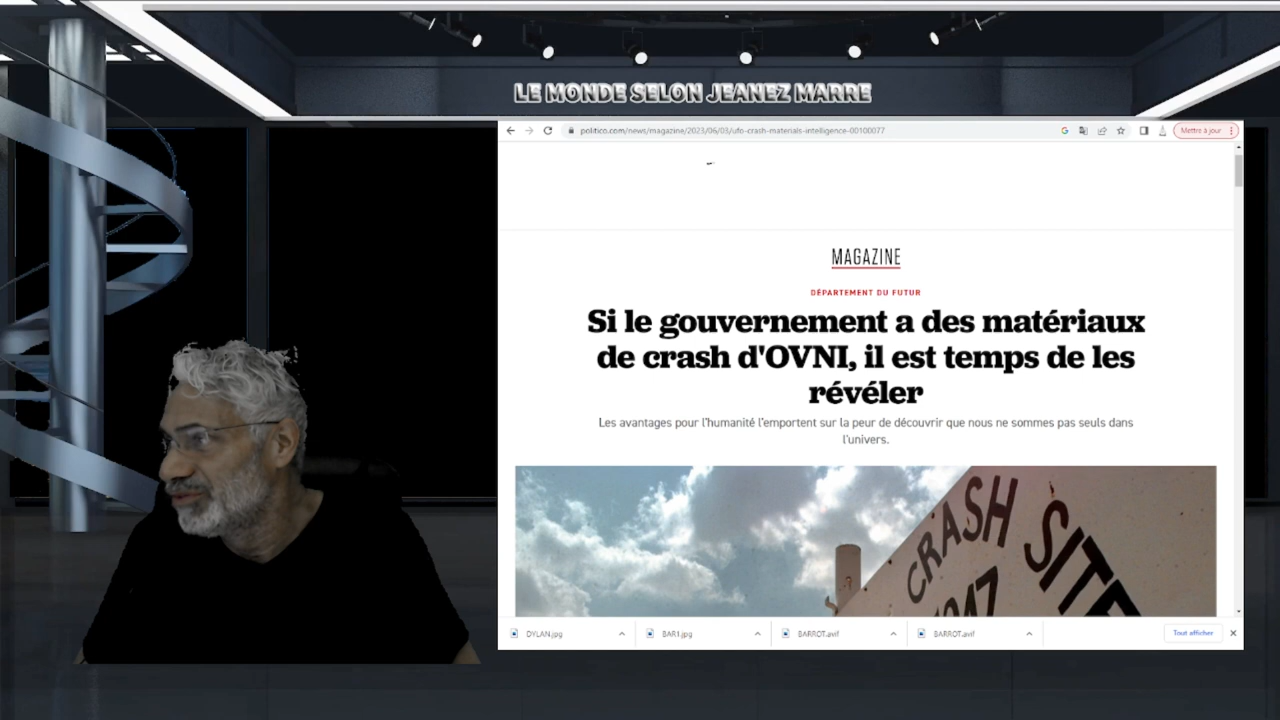 LE MONDE SELON JEANEZ MARRE
politico.com/news/magazine/2023/06/03/ufo-crash-materials-intelligence-00100077
Mettre à jour
MAGAZINE
DÉPARTEMENT DU FUTUR
Si le gouvernement a des matériaux
de crash d'OVNI, il est temps de les
révéler
Les avantages pour l'humanité l'emportent sur la peur de découvrir que nous ne sommes pas seuls dans
l'univers.
CRASH SITE
1947
DYLAN.jpg
BAR1.jpg
BARROT.avif
BARROT.avif
Tout afficher